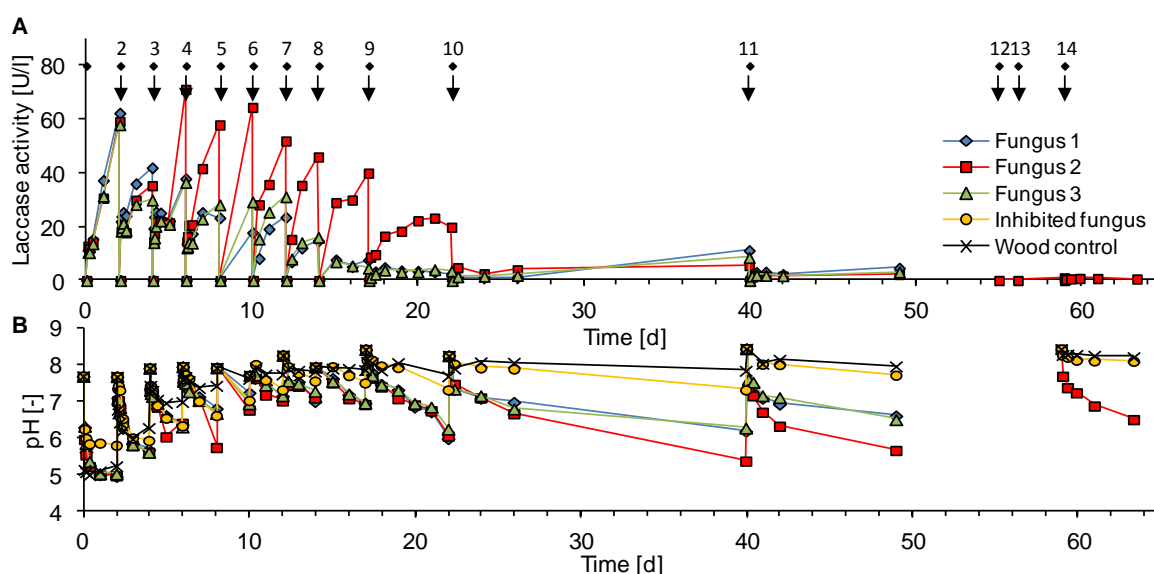 A
2 3 4 5 6 7 8 9 10 11 12 13 14
80
60
40
20
0
Laccase activity [U/l]
Fungus 1
Fungus 2
Fungus 3
Inhibited fungus
Wood control
0 10 20 30 40 50 60
Time [d]
B
9
8
7
6
5
4
pH [-]
0 10 20 30 40 50 60
Time [d]